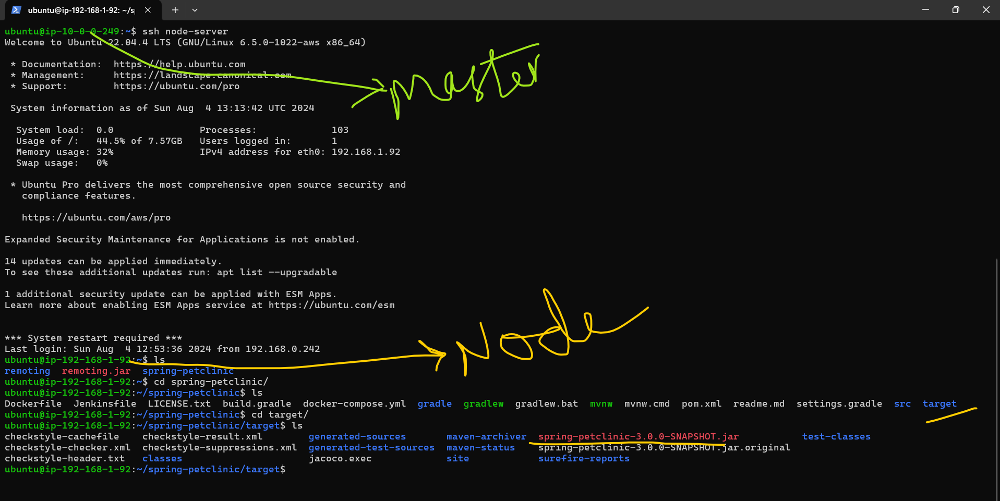 ubuntu@ip-192-168-1-92: ~/s
ubuntu@ip-10-0-0-249:~$ ssh node-server
Welcome to Ubuntu 22.04.4 LTS (GNU/Linux 6.5.0-1022-aws x86_64)
* Documentation:  https://help.ubuntu.com
* Management:     https://landscape.canonical.com
* Support:        https://ubuntu.com/pro
master
System information as of Sun Aug  4 13:13:42 UTC 2024
System load:  0.0               Processes:             103
Usage of /:   44.5% of 7.57GB   Users logged in:       1
Memory usage: 32%               IPv4 address for eth0: 192.168.1.92
Swap usage:   0%
* Ubuntu Pro delivers the most comprehensive open source security and
compliance features.
https://ubuntu.com/aws/pro
Expanded Security Maintenance for Applications is not enabled.
14 updates can be applied immediately.
To see these additional updates run: apt list --upgradable
1 additional security update can be applied with ESM Apps.
Learn more about enabling ESM Apps service at https://ubuntu.com/esm
Node
*** System restart required ***
Last login: Sun Aug  4 12:53:36 2024 from 192.168.0.242
ubuntu@ip-192-168-1-92:~$ ls
remoting  remoting.jar  spring-petclinic
ubuntu@ip-192-168-1-92:~$ cd spring-petclinic/
ubuntu@ip-192-168-1-92:~/spring-petclinic$ ls
Dockerfile  Jenkinsfile  LICENSE.txt  build.gradle  docker-compose.yml  gradle  gradlew  gradlew.bat  mvnw  mvnw.cmd  pom.xml  readme.md  settings.gradle  src  target
ubuntu@ip-192-168-1-92:~/spring-petclinic$ cd target/
ubuntu@ip-192-168-1-92:~/spring-petclinic/target$ ls
checkstyle-cachefile    checkstyle-result.xml        generated-sources       maven-archiver  spring-petclinic-3.0.0-SNAPSHOT.jar           test-classes
checkstyle-checker.xml  checkstyle-suppressions.xml  generated-test-sources  maven-status    spring-petclinic-3.0.0-SNAPSHOT.jar.original
checkstyle-header.txt   classes                      jacoco.exec             site            surefire-reports
ubuntu@ip-192-168-1-92:~/spring-petclinic/target$